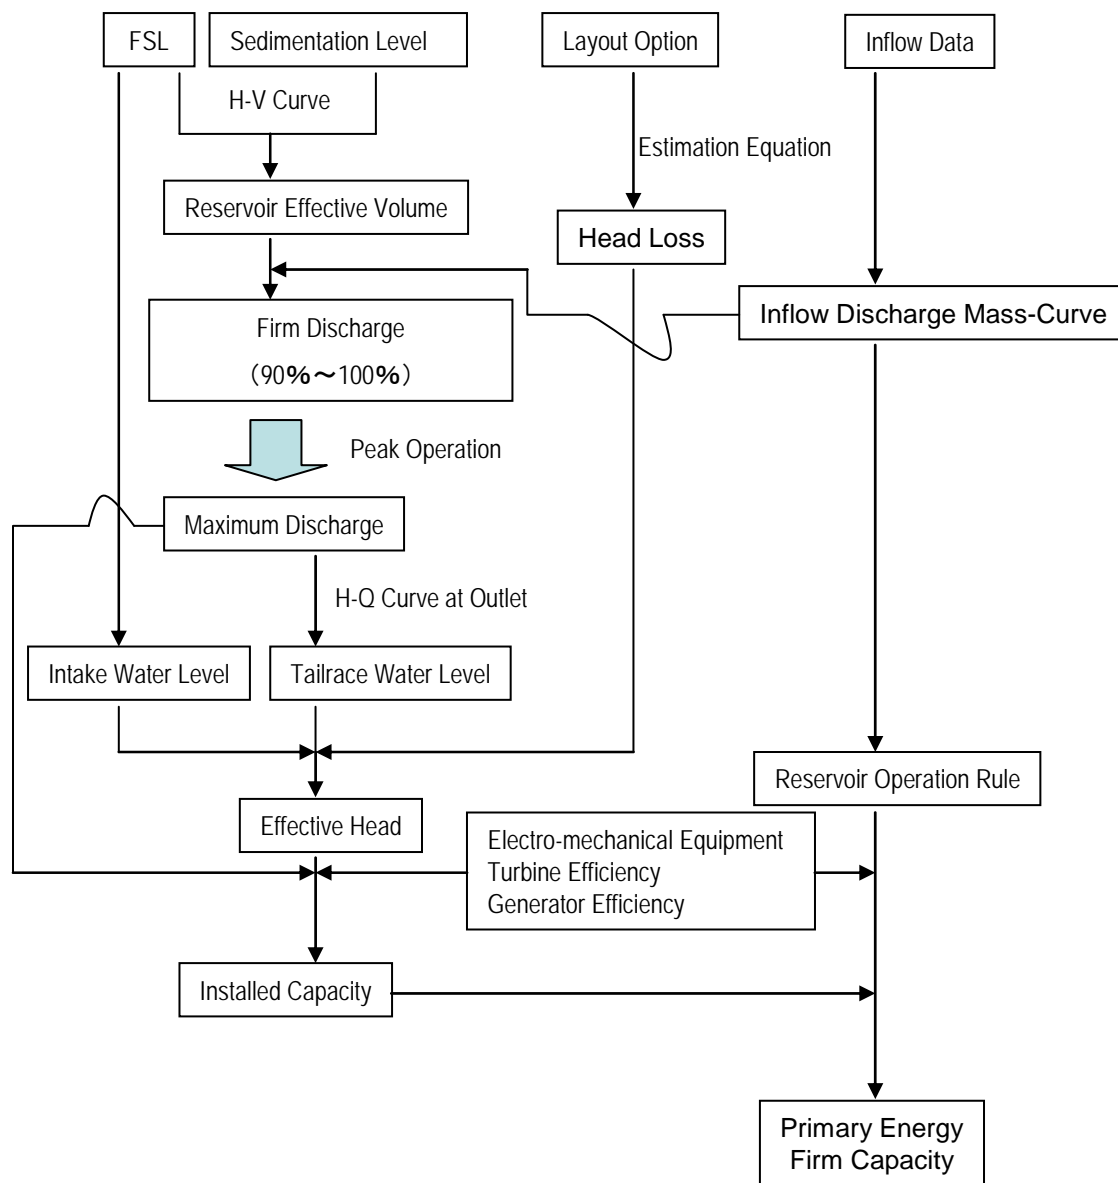 FSL
Sedimentation Level
Layout Option
Inflow Data
H-V Curve
Estimation Equation
Reservoir Effective Volume
Head Loss
Firm Discharge
（90%～100%）
Inflow Discharge Mass-Curve
Peak Operation
Maximum Discharge
H-Q Curve at Outlet
Intake Water Level
Tailrace Water Level
Reservoir Operation Rule
Effective Head
Electro-mechanical Equipment
Turbine Efficiency
Generator Efficiency
Installed Capacity
Primary Energy
Firm Capacity